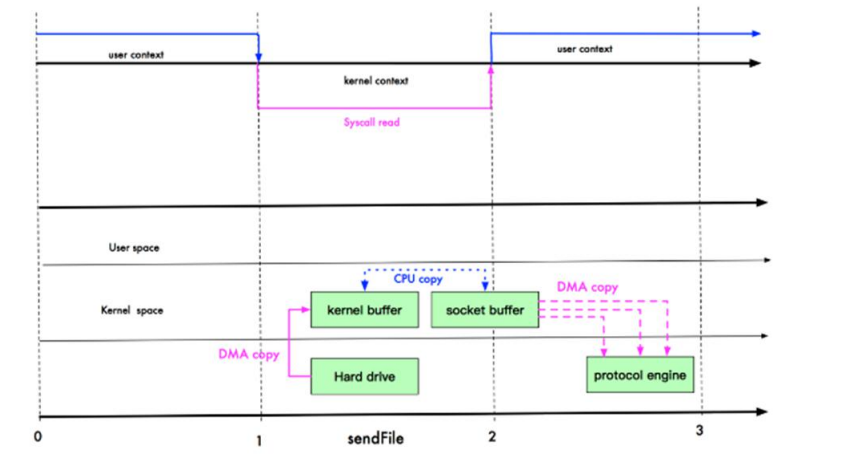 user context
user context
kernel context
Syscall read
User space
CPU copy
DMA copy
Kernel space
kernel buffer
socket buffer
DMA copy
Hard drive
protocol engine
0
1
sendFile
2
3